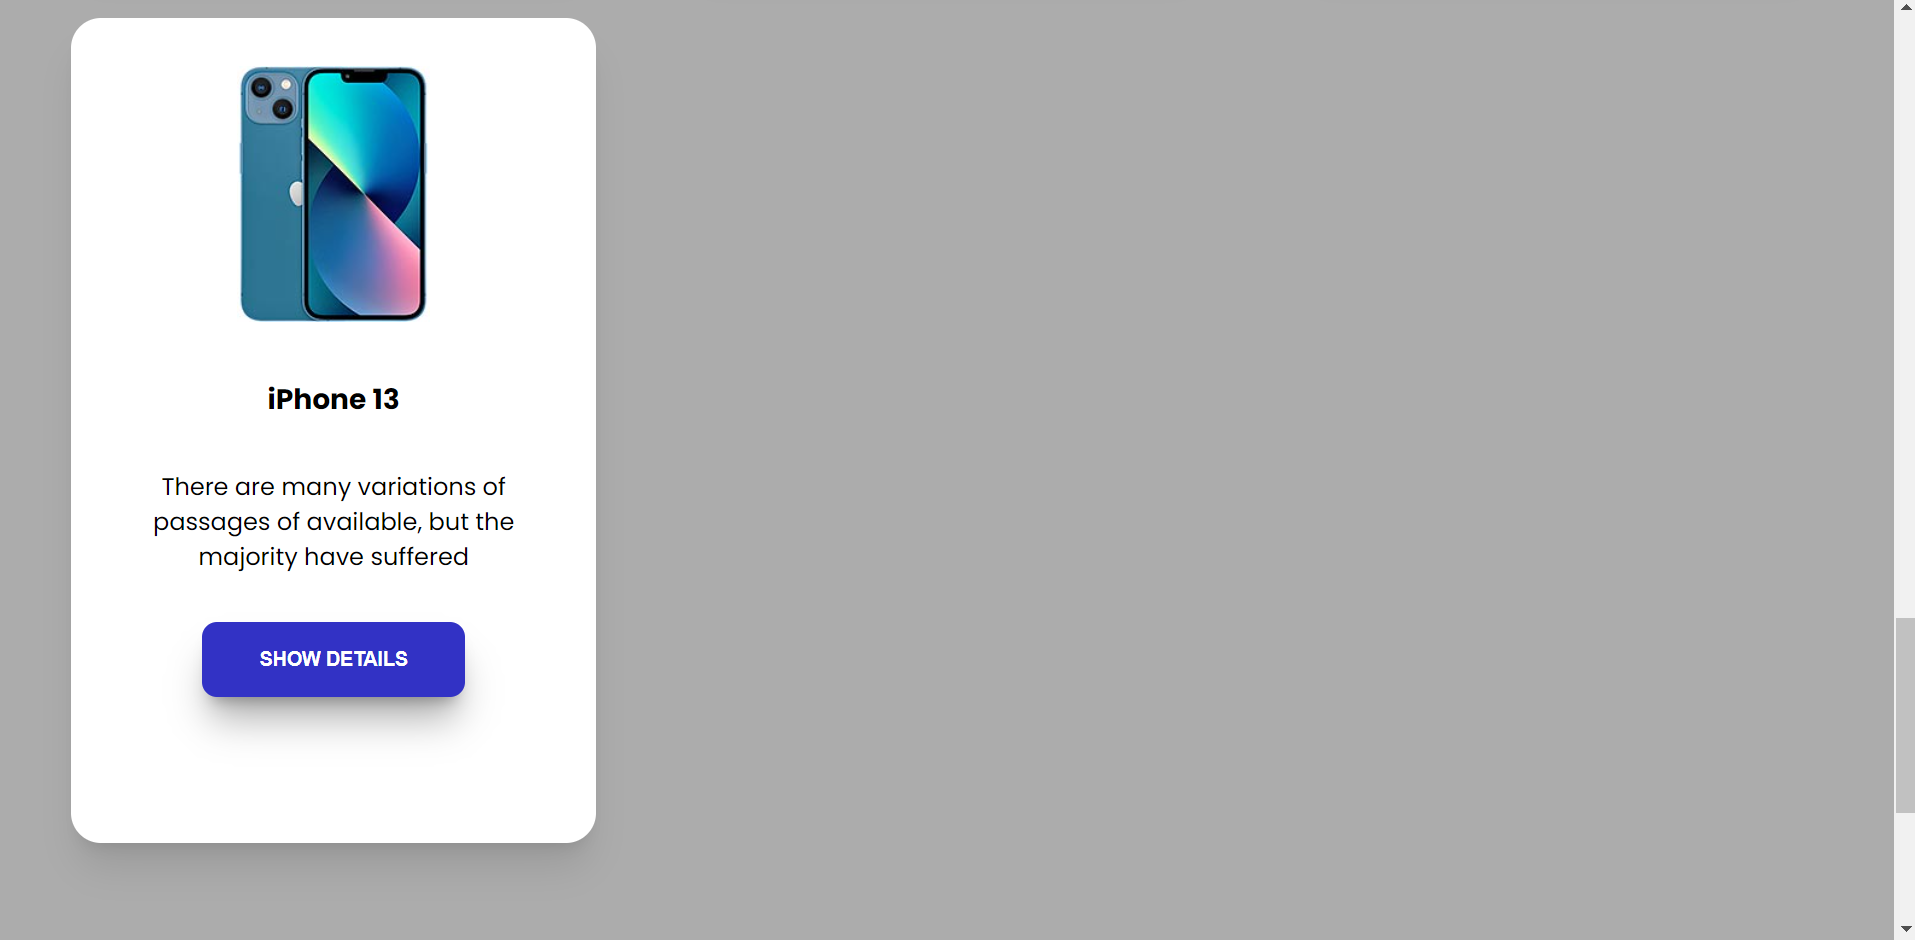 iPhone 13
There are many variations of
passages of available, but the
majority have suffered
SHOW DETAILS